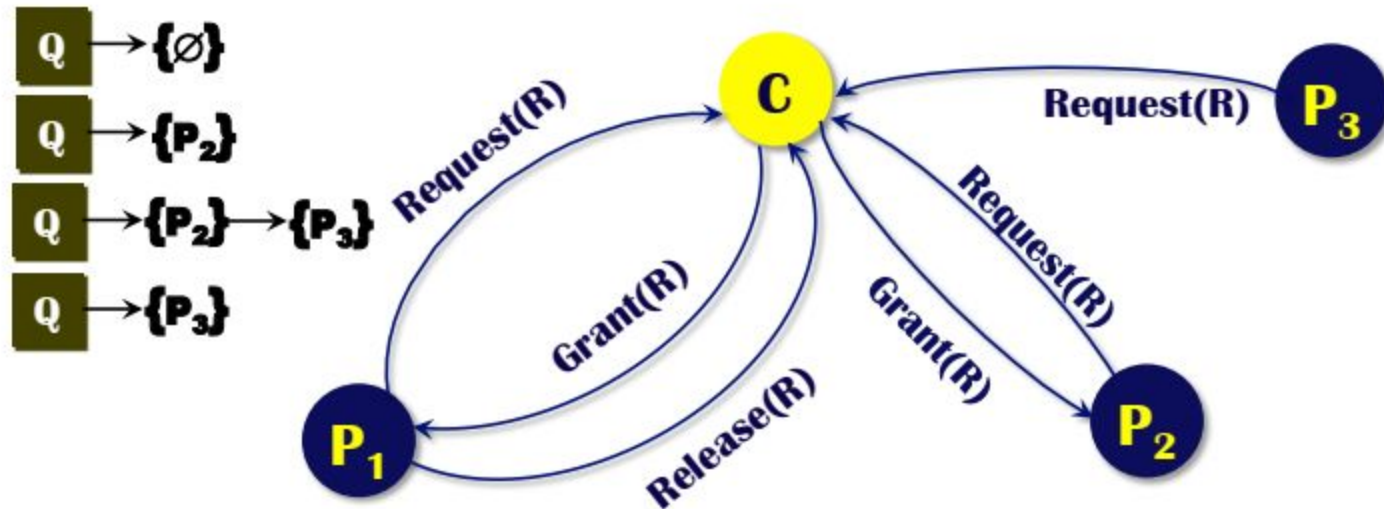 Q {∅}
Q {P₂}
Q {P₂} {P₃}
Q {P₃}
C
P₃
Request(R)
Request(R)
Request(R)
Grant(R)
Grant(R)
Release(R)
P₁
P₂